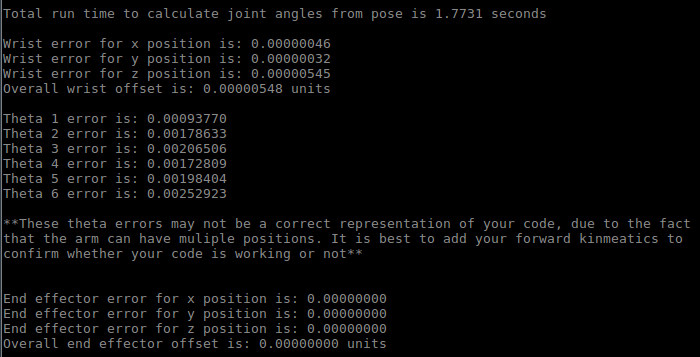 Total run time to calculate joint angles from pose is 1.7731 seconds
Wrist error for x position is: 0.00000046
Wrist error for y position is: 0.00000032
Wrist error for z position is: 0.00000545
Overall wrist offset is: 0.00000548 units
Theta 1 error is: 0.00093770
Theta 2 error is: 0.00178633
Theta 3 error is: 0.00206506
Theta 4 error is: 0.00172809
Theta 5 error is: 0.00198404
Theta 6 error is: 0.00252923
**These theta errors may not be a correct representation of your code, due to the fact
that the arm can have muliple positions. It is best to add your forward kinmeatics to
confirm whether your code is working or not**
End effector error for x position is: 0.00000000
End effector error for y position is: 0.00000000
End effector error for z position is: 0.00000000
Overall end effector offset is: 0.00000000 units